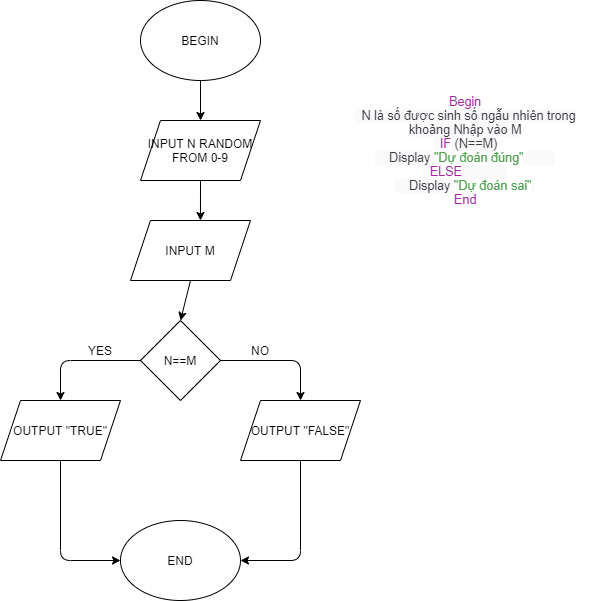 BEGIN
INPUT N RANDOM
FROM 0-9
INPUT M
N==M
YES
NO
OUTPUT "TRUE"
OUTPUT "FALSE"
END
Begin
N là số được sinh số ngẫu nhiên trong
khoảng Nhập vào M
IF (N==M)
Display "Dự đoán đúng"
ELSE
Display "Dự đoán sai"
End